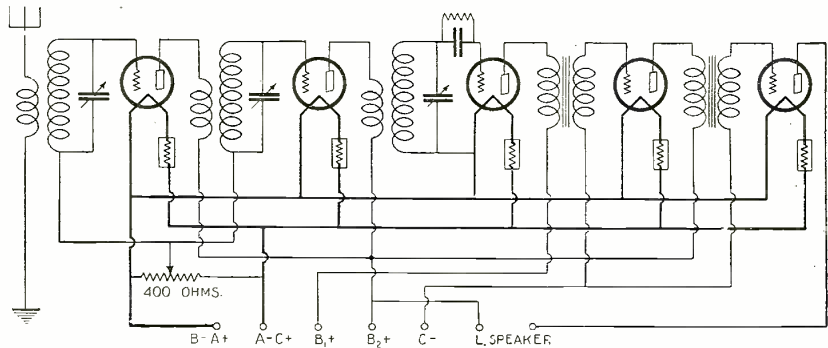 400 OHMS.
B-A+ A-C+ B₁+ B₂+ C- L. SPEAKER